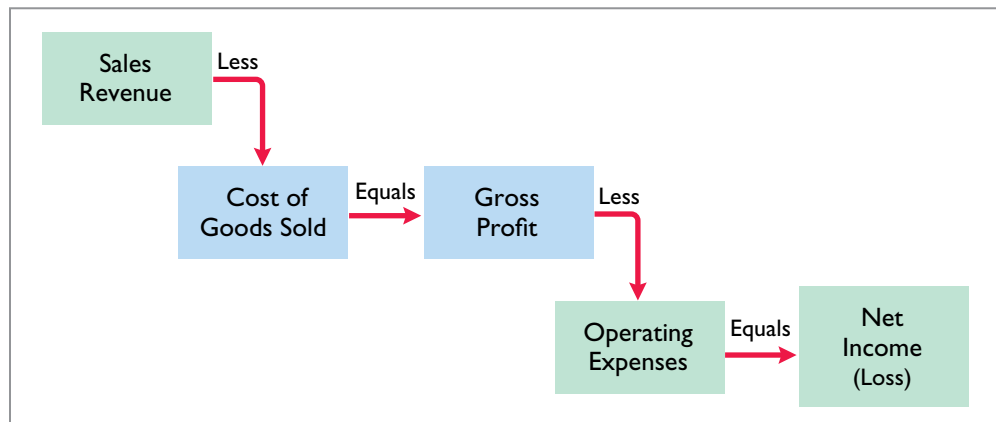 Sales
Revenue
Less
Cost of
Goods Sold
Equals
Gross
Profit
Less
Operating
Expenses
Equals
Net
Income
(Loss)